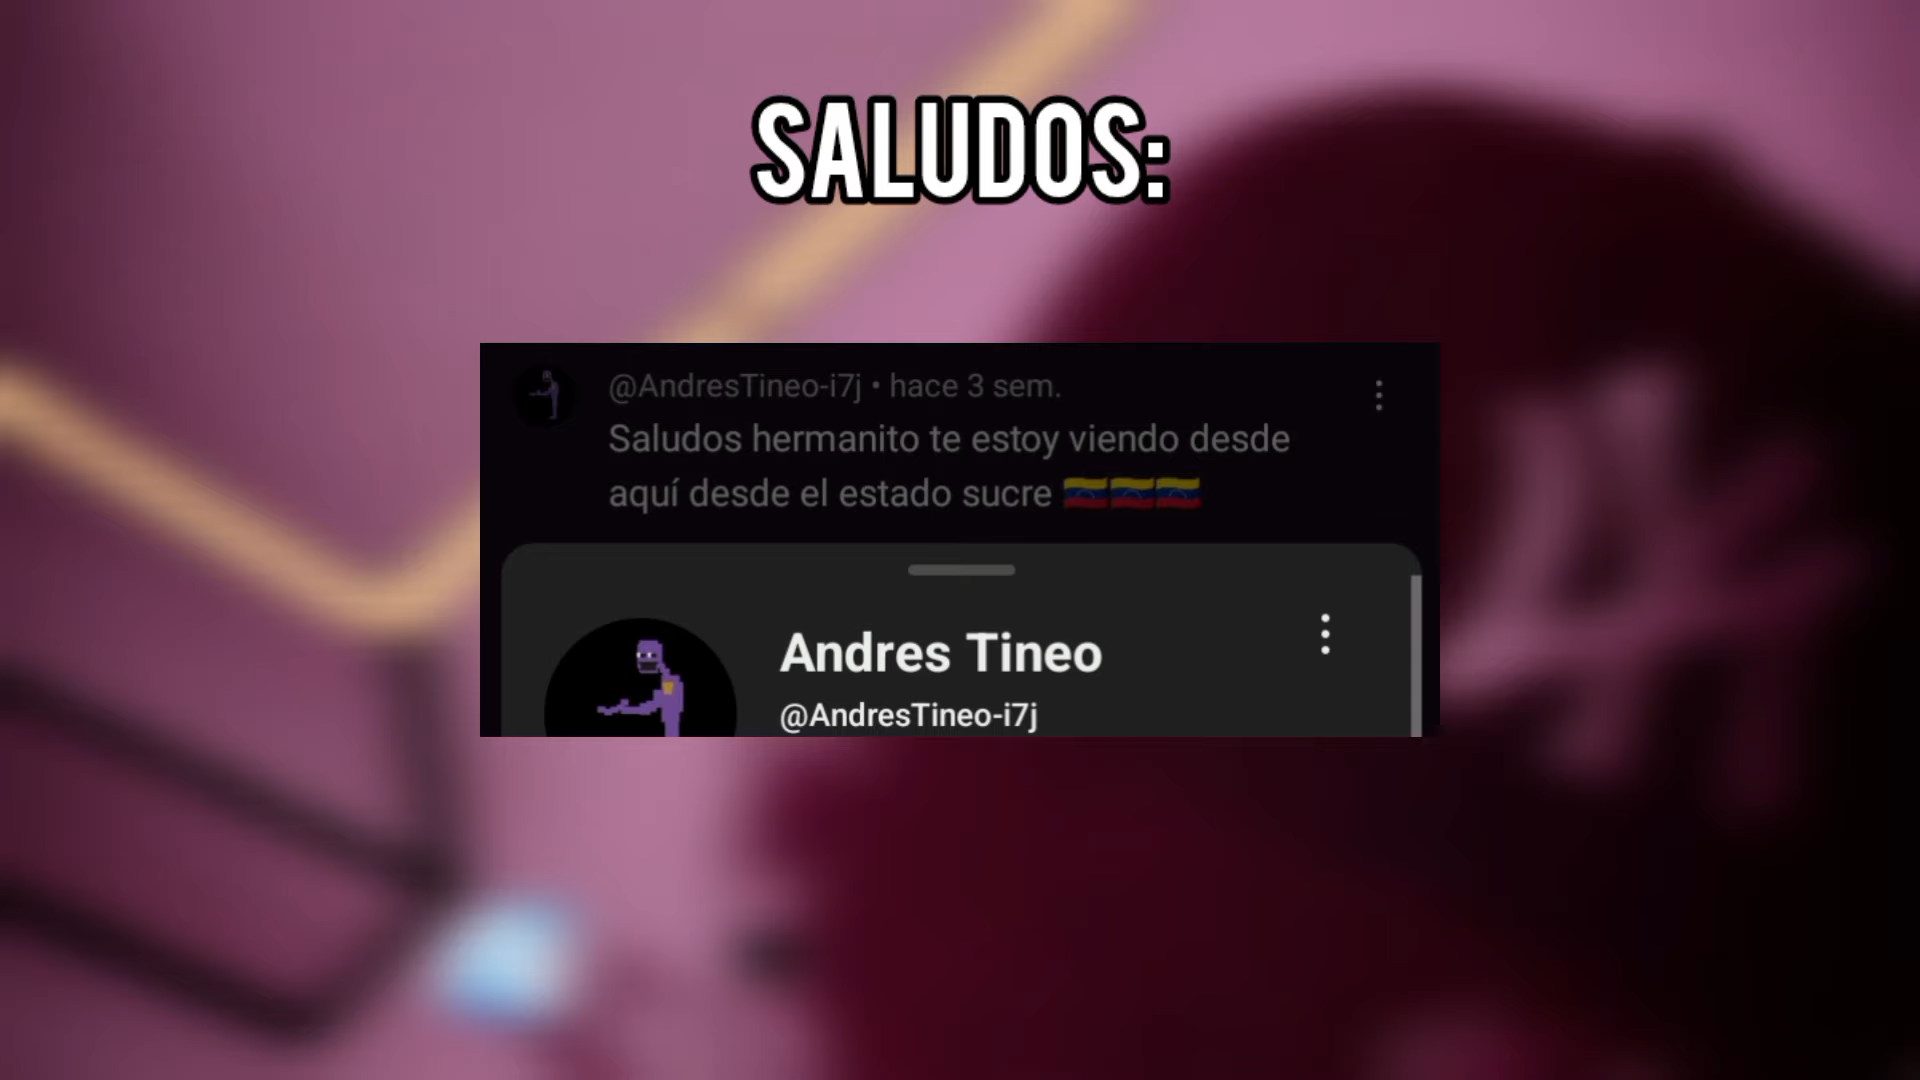 SALUDOS:
@AndresTineo-i7j • hace 3 sem.
Saludos hermanito te estoy viendo desde
aquí desde el estado sucre 🇻🇪🇻🇪🇻🇪
Andres Tineo
@AndresTineo-i7j